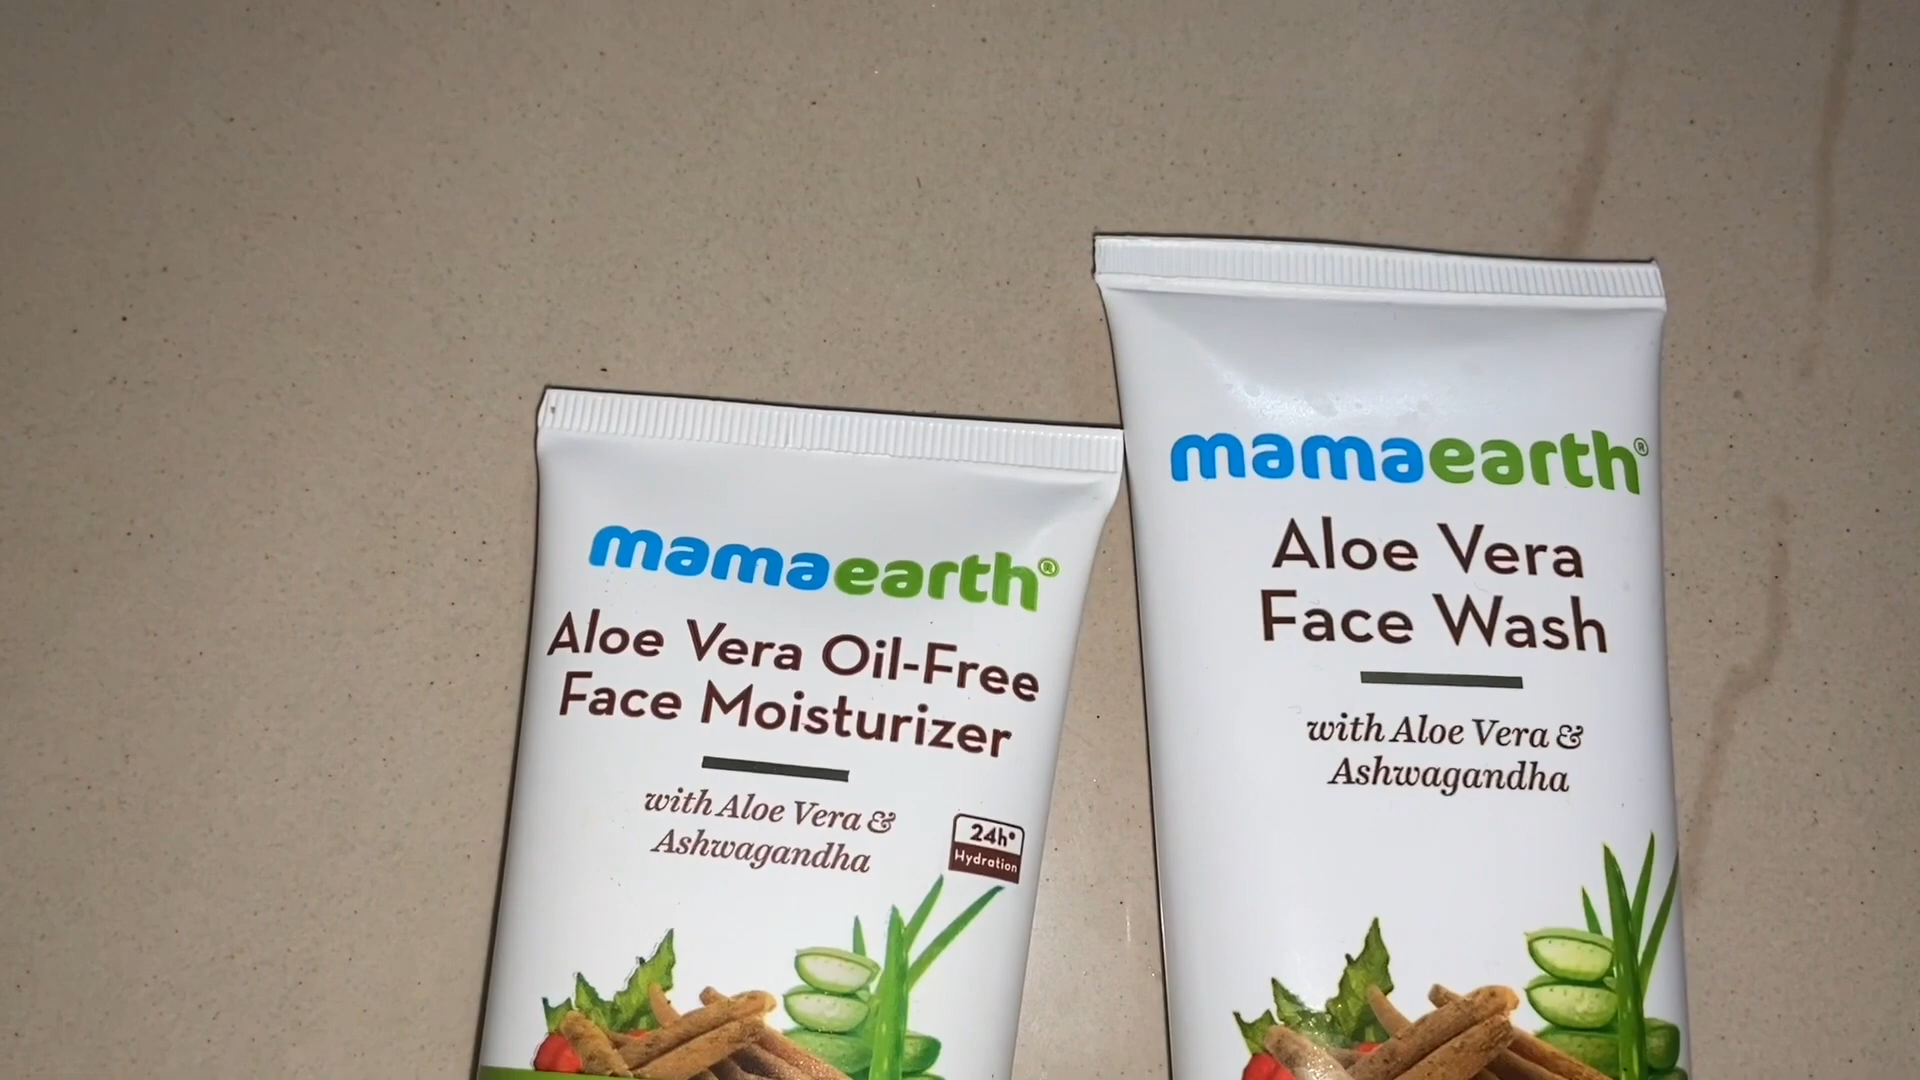 mamaearth®
Aloe Vera Oil-Free
Face Moisturizer
with Aloe Vera &
Ashwagandha
24h*
Hydration
mamaearth®
Aloe Vera
Face Wash
with Aloe Vera &
Ashwagandha